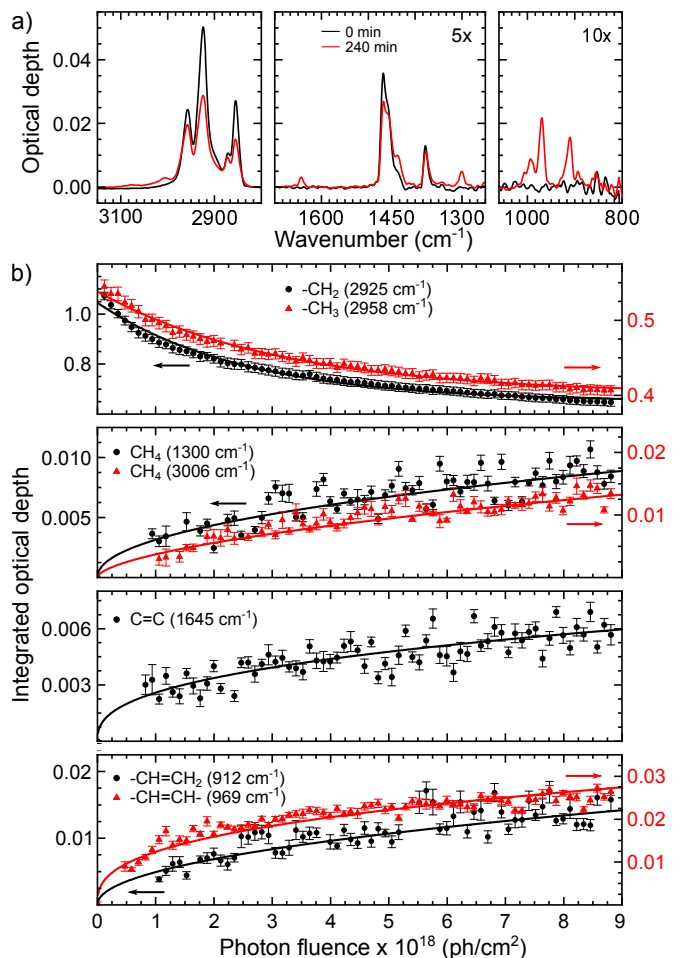 a)
Optical depth
0.04
0.02
0.00
3100
2900
0 min
240 min
5x
1600
1450
1300
10x
1000
800
Wavenumber (cm⁻¹)
b)
Integrated optical depth
1.0
0.8
-CH₂ (2925 cm⁻¹)
-CH₃ (2958 cm⁻¹)
0.5
0.4
0.010
0.005
CH₄ (1300 cm⁻¹)
CH₄ (3006 cm⁻¹)
0.02
0.01
0.006
0.003
C=C (1645 cm⁻¹)
0.02
0.01
-CH=CH₂ (912 cm⁻¹)
-CH=CH- (969 cm⁻¹)
0.03
0.02
0.01
0 1 2 3 4 5 6 7 8 9
Photon fluence x 10¹⁸ (ph/cm²)